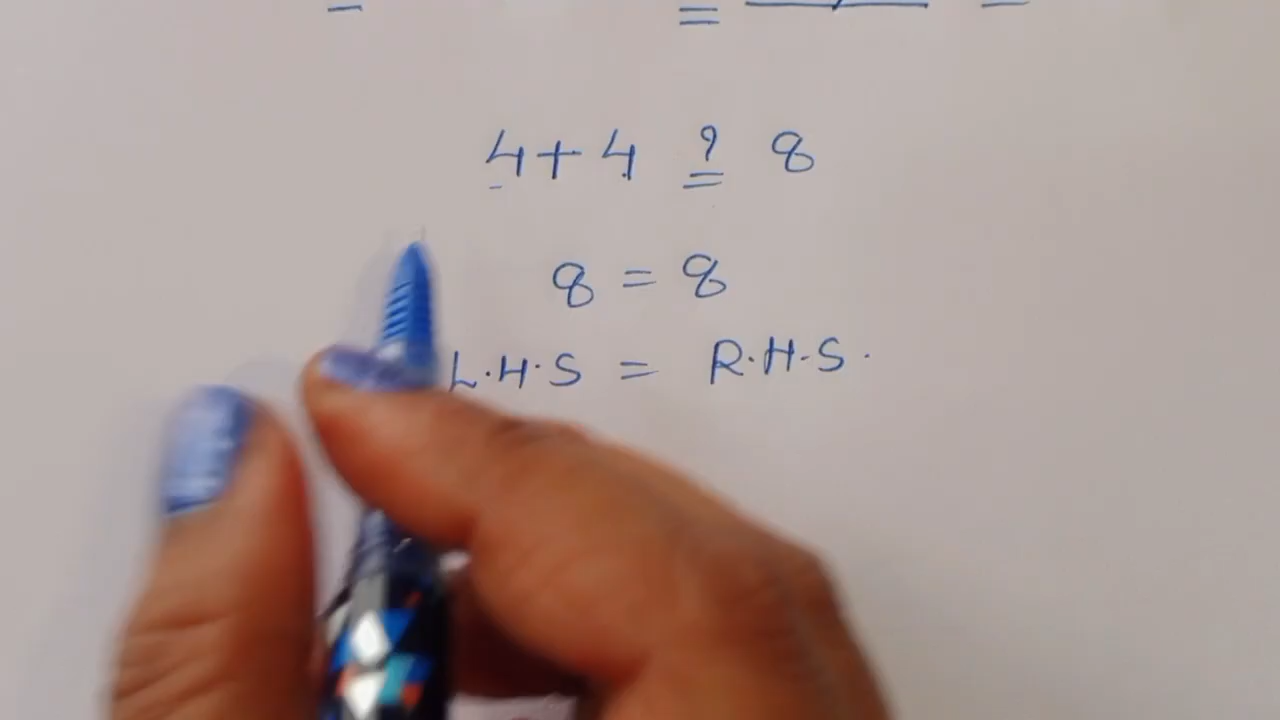 4+4 ≟ 8
8 = 8
L.H.S = R.H.S.